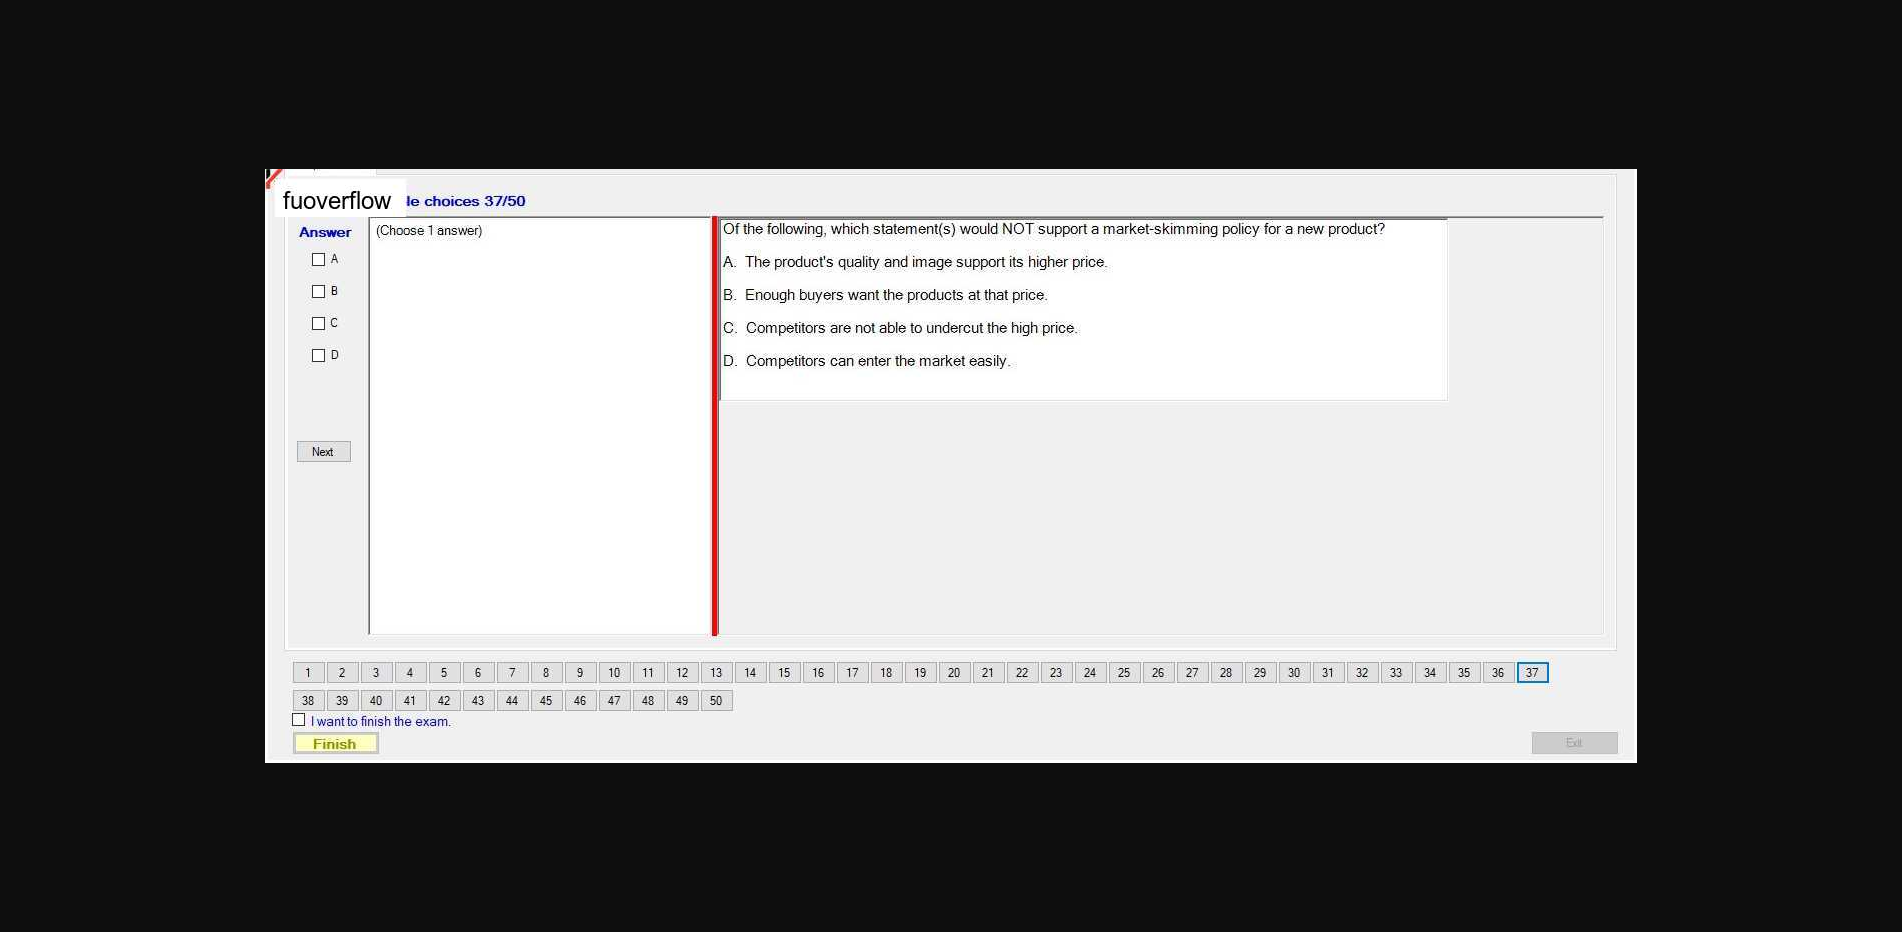 fuoverflow
le choices 37/50
Answer
(Choose 1 answer)
A
B
C
D
Next
Of the following, which statement(s) would NOT support a market-skimming policy for a new product?
A. The product's quality and image support its higher price.
B. Enough buyers want the products at that price.
C. Competitors are not able to undercut the high price.
D. Competitors can enter the market easily.
1 2 3 4 5 6 7 8 9 10 11 12 13 14 15 16 17 18 19 20 21 22 23 24 25 26 27 28 29 30 31 32 33 34 35 36 37
38 39 40 41 42 43 44 45 46 47 48 49 50
I want to finish the exam.
Finish
Exit